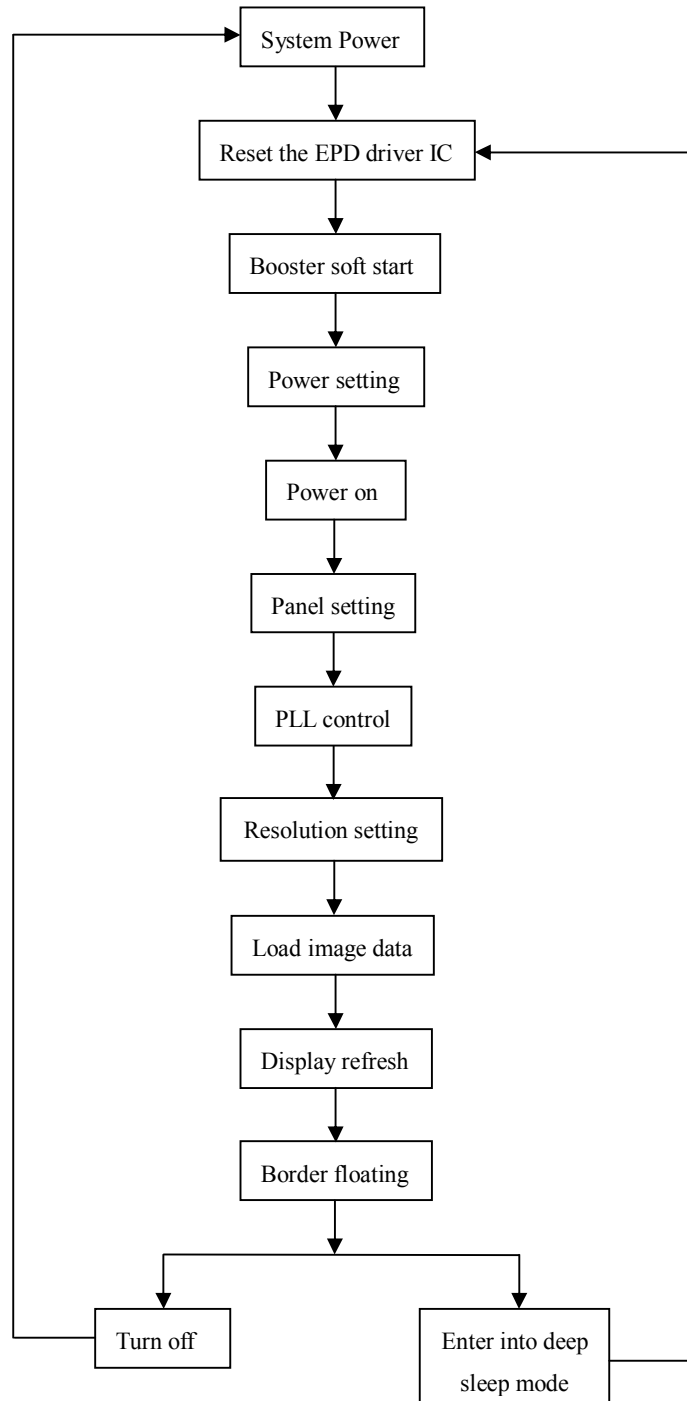 System Power
Reset the EPD driver IC
Booster soft start
Power setting
Power on
Panel setting
PLL control
Resolution setting
Load image data
Display refresh
Border floating
Turn off
Enter into deep
sleep mode